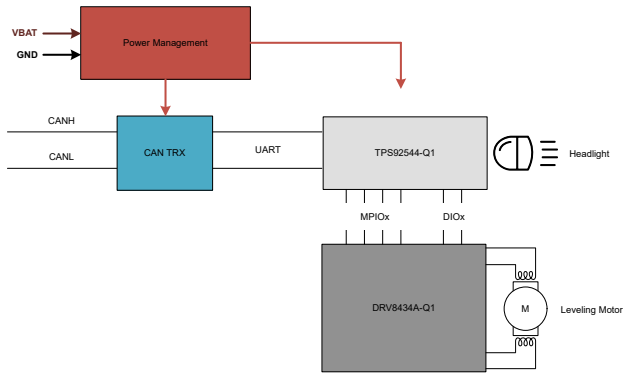 VBAT
GND
Power Management
CANH
CANL
CAN TRX
UART
TPS92544-Q1
Headlight
MPIOx
DIOx
DRV8434A-Q1
M
Leveling Motor